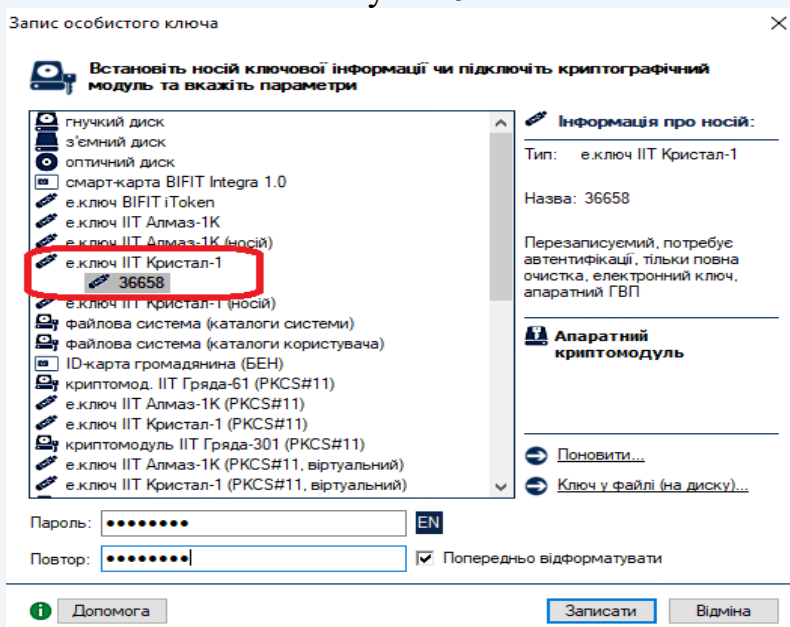 Запис особистого ключа
Встановіть носій ключової інформації чи підключіть криптографічний
модуль та вкажіть параметри
гнучкий диск
з'ємний диск
оптичний диск
смарт-карта BIFIT Integra 1.0
е.ключ BIFIT iToken
е.ключ ІІТ Алмаз-1К
е.ключ ІІТ Алмаз-1К (носій)
е.ключ ІІТ Кристал-1
36658
е.ключ ІІТ Кристал-1 (носій)
файлова система (каталоги системи)
файлова система (каталоги користувача)
ID-карта громадянина (БЕН)
криптомод. ІІТ Гряда-61 (PKCS#11)
е.ключ ІІТ Алмаз-1К (PKCS#11)
е.ключ ІІТ Кристал-1 (PKCS#11)
криптомодуль ІІТ Гряда-301 (PKCS#11)
е.ключ ІІТ Алмаз-1К (PKCS#11, віртуальний)
е.ключ ІІТ Кристал-1 (PKCS#11, віртуальний)
Інформація про носій:
Тип: е.ключ ІІТ Кристал-1
Назва: 36658
Перезаписуемий, потребує
автентифікації, тільки повна
очистка, електронний ключ,
апаратний ГВП
Апаратний
криптомодуль
Поновити...
Ключ у файлі (на диску)...
Пароль: ●●●●●●●● EN
Повтор: ●●●●●●●● Попередньо відформатувати
Допомога Записати Відміна